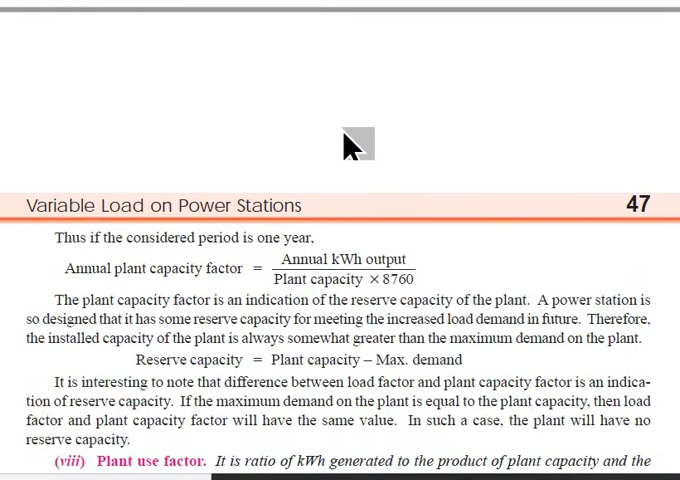 Variable Load on Power Stations 47
Thus if the considered period is one year,
Annual plant capacity factor = Annual kWh output / Plant capacity × 8760
The plant capacity factor is an indication of the reserve capacity of the plant. A power station is
so designed that it has some reserve capacity for meeting the increased load demand in future. Therefore,
the installed capacity of the plant is always somewhat greater than the maximum demand on the plant.
Reserve capacity = Plant capacity – Max. demand
It is interesting to note that difference between load factor and plant capacity factor is an indica-
tion of reserve capacity. If the maximum demand on the plant is equal to the plant capacity, then load
factor and plant capacity factor will have the same value. In such a case, the plant will have no
reserve capacity.
(viii) Plant use factor. It is ratio of kWh generated to the product of plant capacity and the